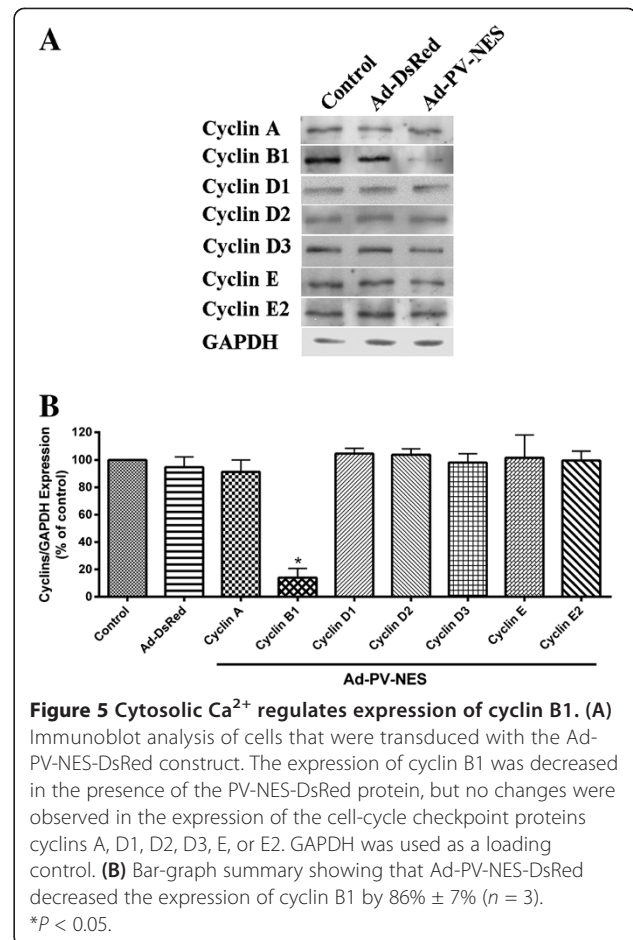 A
Control Ad-DsRed Ad-PV-NES
Cyclin A
Cyclin B1
Cyclin D1
Cyclin D2
Cyclin D3
Cyclin E
Cyclin E2
GAPDH
B
Cyclins/GAPDH Expression
(% of control)
120
100
80
60
40
20
0
*
Control Ad-DsRed Cyclin A Cyclin B1 Cyclin D1 Cyclin D2 Cyclin D3 Cyclin E Cyclin E2
Ad-PV-NES
Figure 5 Cytosolic Ca²⁺ regulates expression of cyclin B1. (A)
Immunoblot analysis of cells that were transduced with the Ad-
PV-NES-DsRed construct. The expression of cyclin B1 was decreased
in the presence of the PV-NES-DsRed protein, but no changes were
observed in the expression of the cell-cycle checkpoint proteins
cyclins A, D1, D2, D3, E, or E2. GAPDH was used as a loading
control. (B) Bar-graph summary showing that Ad-PV-NES-DsRed
decreased the expression of cyclin B1 by 86% ± 7% (n = 3).
*P < 0.05.